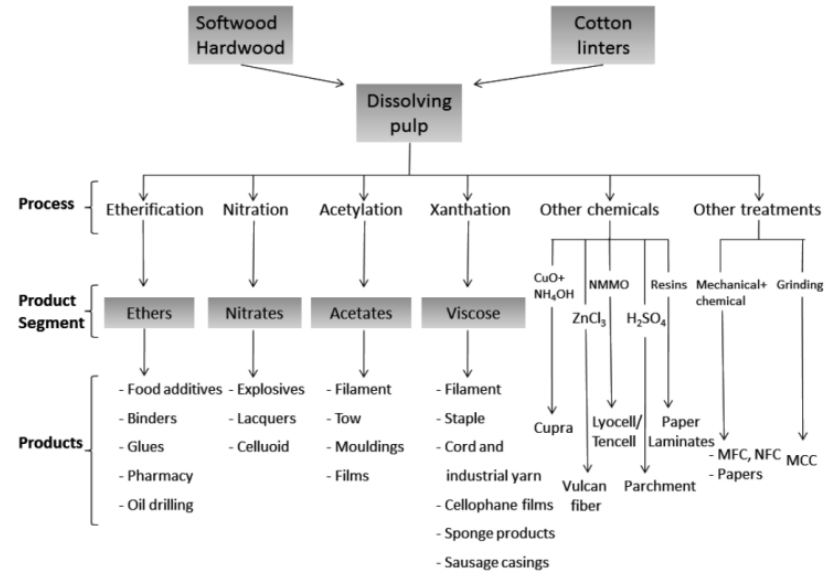 Softwood
Hardwood
Cotton
linters
Dissolving
pulp
Process
Etherification
Nitration
Acetylation
Xanthation
Other chemicals
Other treatments
CuO+
NH₄OH
NMMO
Resins
Mechanical+
chemical
Grinding
ZnCl₃
H₂SO₄
Product
Segment
Ethers
Nitrates
Acetates
Viscose
Products
- Food additives
- Binders
- Glues
- Pharmacy
- Oil drilling
- Explosives
- Lacquers
- Celluoid
- Filament
- Tow
- Mouldings
- Films
- Filament
- Staple
- Cord and
industrial yarn
- Cellophane films
- Sponge products
- Sausage casings
Cupra
Vulcan
fiber
Lyocell/
Tencell
Parchment
Paper
Laminates
- MFC, NFC
- Papers
MCC